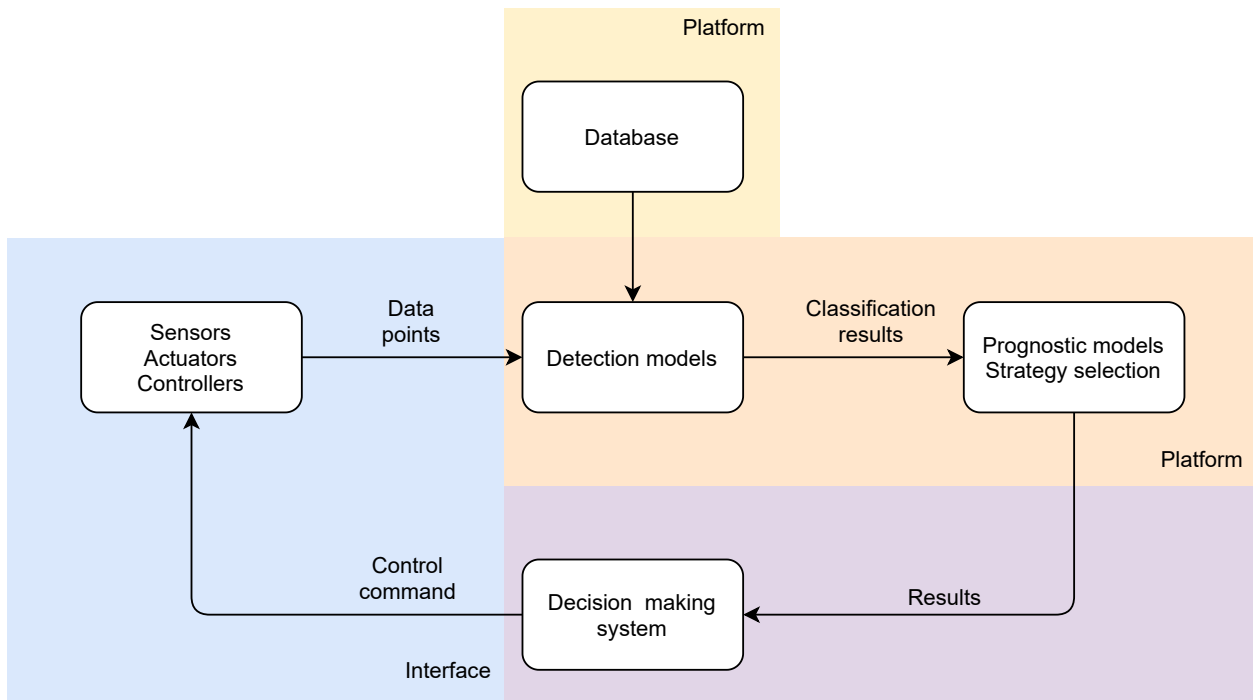 Platform
Database
Data
points
Classification
results
Sensors
Actuators
Controllers
Detection models
Prognostic models
Strategy selection
Platform
Control
command
Decision making
system
Results
Interface